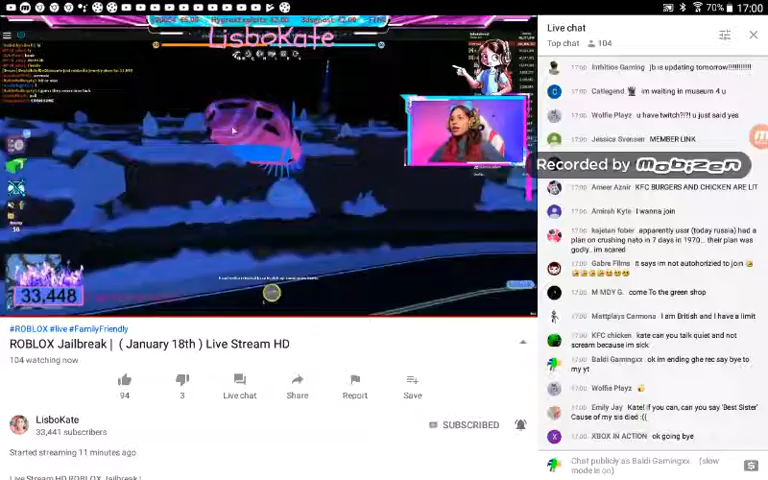 70%
17:00
LisboKate
Live chat
Top chat 104
Recorded by mobizen
17:00 Infinities Gaming jb is updating tomorrow!!!!!!!!!!!
17:00 Catlegend im waiting in museum 4 u
17:00 Wolfie Playz u have twitch?!?! u just said yes
17:00 Jessica Svensen MEMBER LINK
17:00 Ameer Aznir KFC BURGERS AND CHICKEN ARE LIT
17:00 Amirah Kyte I wanna join
17:00 kajetan fober apparently ussr (today russia) had a
plan on crushing nato in 7 days in 1970... their plan was
godly.. im scared
17:00 Gabre Films It says im not autohortzied to join
17:00 M MDY G. come To the green shop
17:00 Mattplays Carmona I am British and I have a limit
17:00 KFC chicken kate can you talk quiet and not
scream because im sick
17:00 Baldi Gamingxx ok im ending ghe rec say bye to
my yt
17:00 Wolfie Playz
17:00 Emily Jay Kate! if you can, can you say 'Best Sister'
Cause of my sis died :((
17:00 XBOX IN ACTION ok going bye
Chat publicly as Baldi Gamingxx (slow
mode is on)
33,448
#ROBLOX #live #FamilyFriendly
ROBLOX Jailbreak | ( January 18th ) Live Stream HD
104 watching now
94
3
Live chat
Share
Report
Save
LisboKate
33,441 subscribers
SUBSCRIBED
Started streaming 11 minutes ago
Live Stream HD ROBLOX Jailbreak |